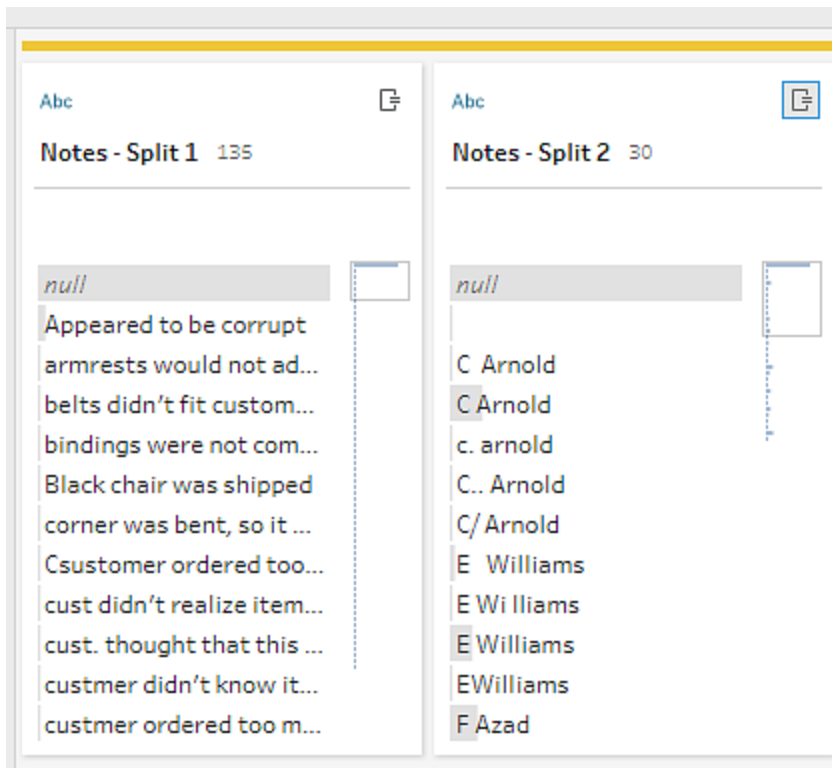 Abc
Notes - Split 1 135
null
Appeared to be corrupt
armrests would not ad...
belts didn't fit custom...
bindings were not com...
Black chair was shipped
corner was bent, so it ...
Csustomer ordered too...
cust didn't realize item...
cust. thought that this ...
custmer didn't know it...
custmer ordered too m...
Abc
Notes - Split 2 30
null
C  Arnold
C Arnold
c. arnold
C.. Arnold
C/ Arnold
E   Williams
E Wi lliams
E Williams
EWilliams
F Azad